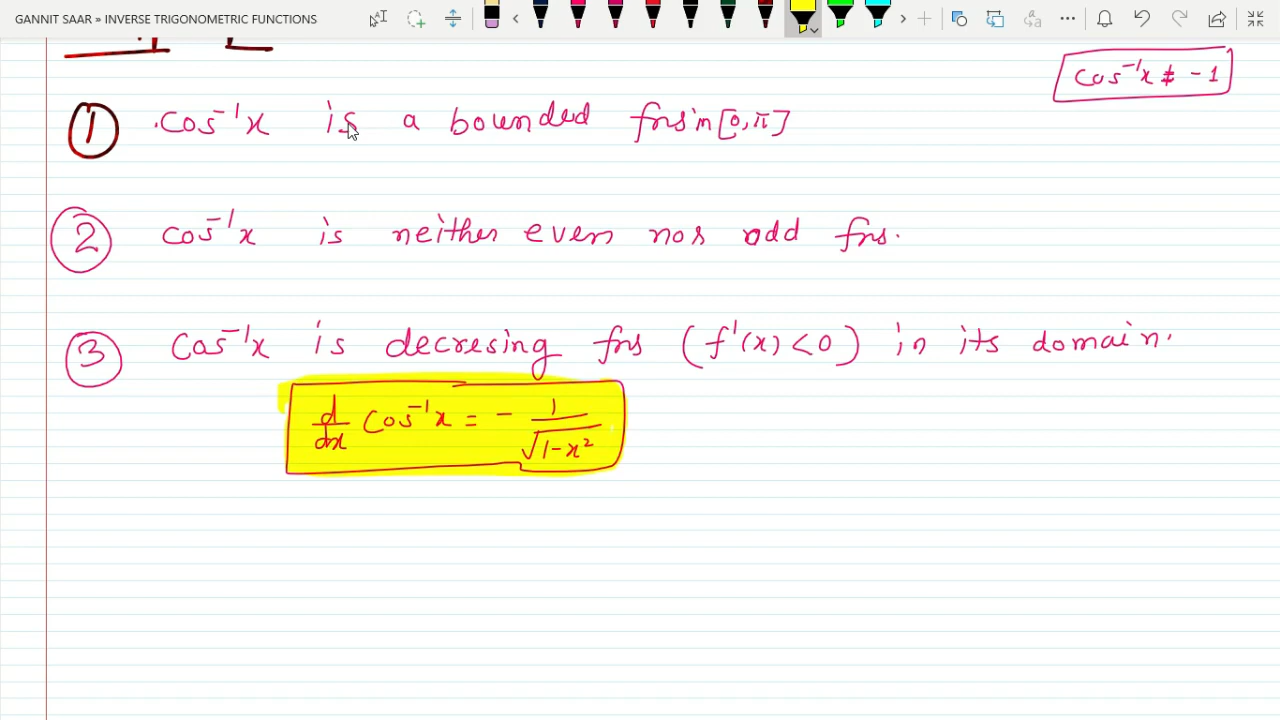 GANNIT SAAR » INVERSE TRIGONOMETRIC FUNCTIONS
cos⁻¹x ≠ -1
① cos⁻¹x is a bounded fns in [0,π]
② cos⁻¹x is neither even nor odd fns.
③ cos⁻¹x is decresing fns (f'(x)<0) in its domain.
d/dx cos⁻¹x = - 1/√1-x²